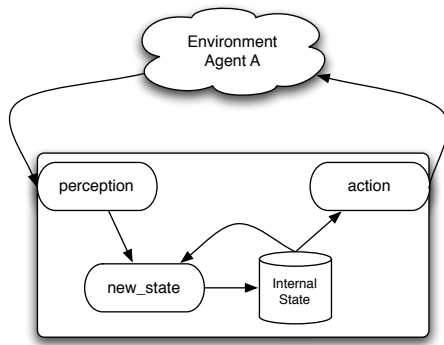 Environment
Agent A
perception
action
new_state
Internal
State